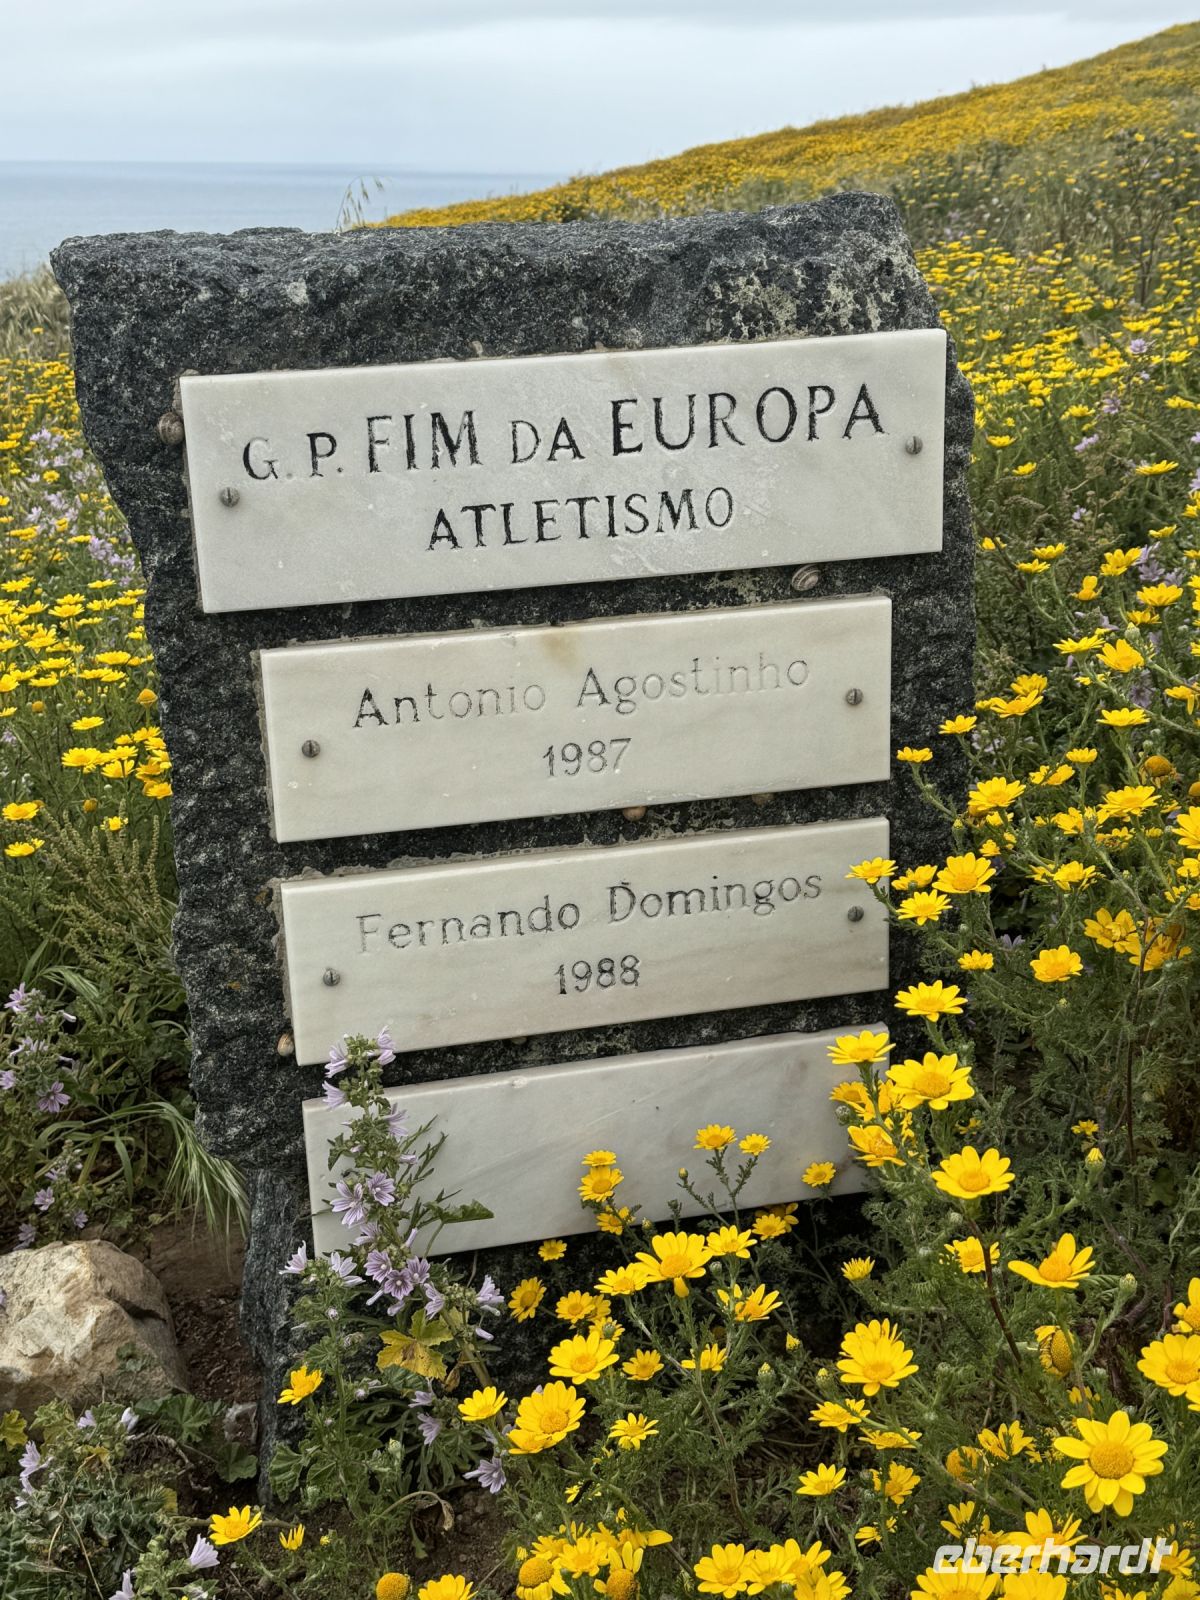 G. P. FIM DA EUROPA
ATLETISMO
Antonio Agostinho
1987
Fernando Domingos
1988
eberhardt